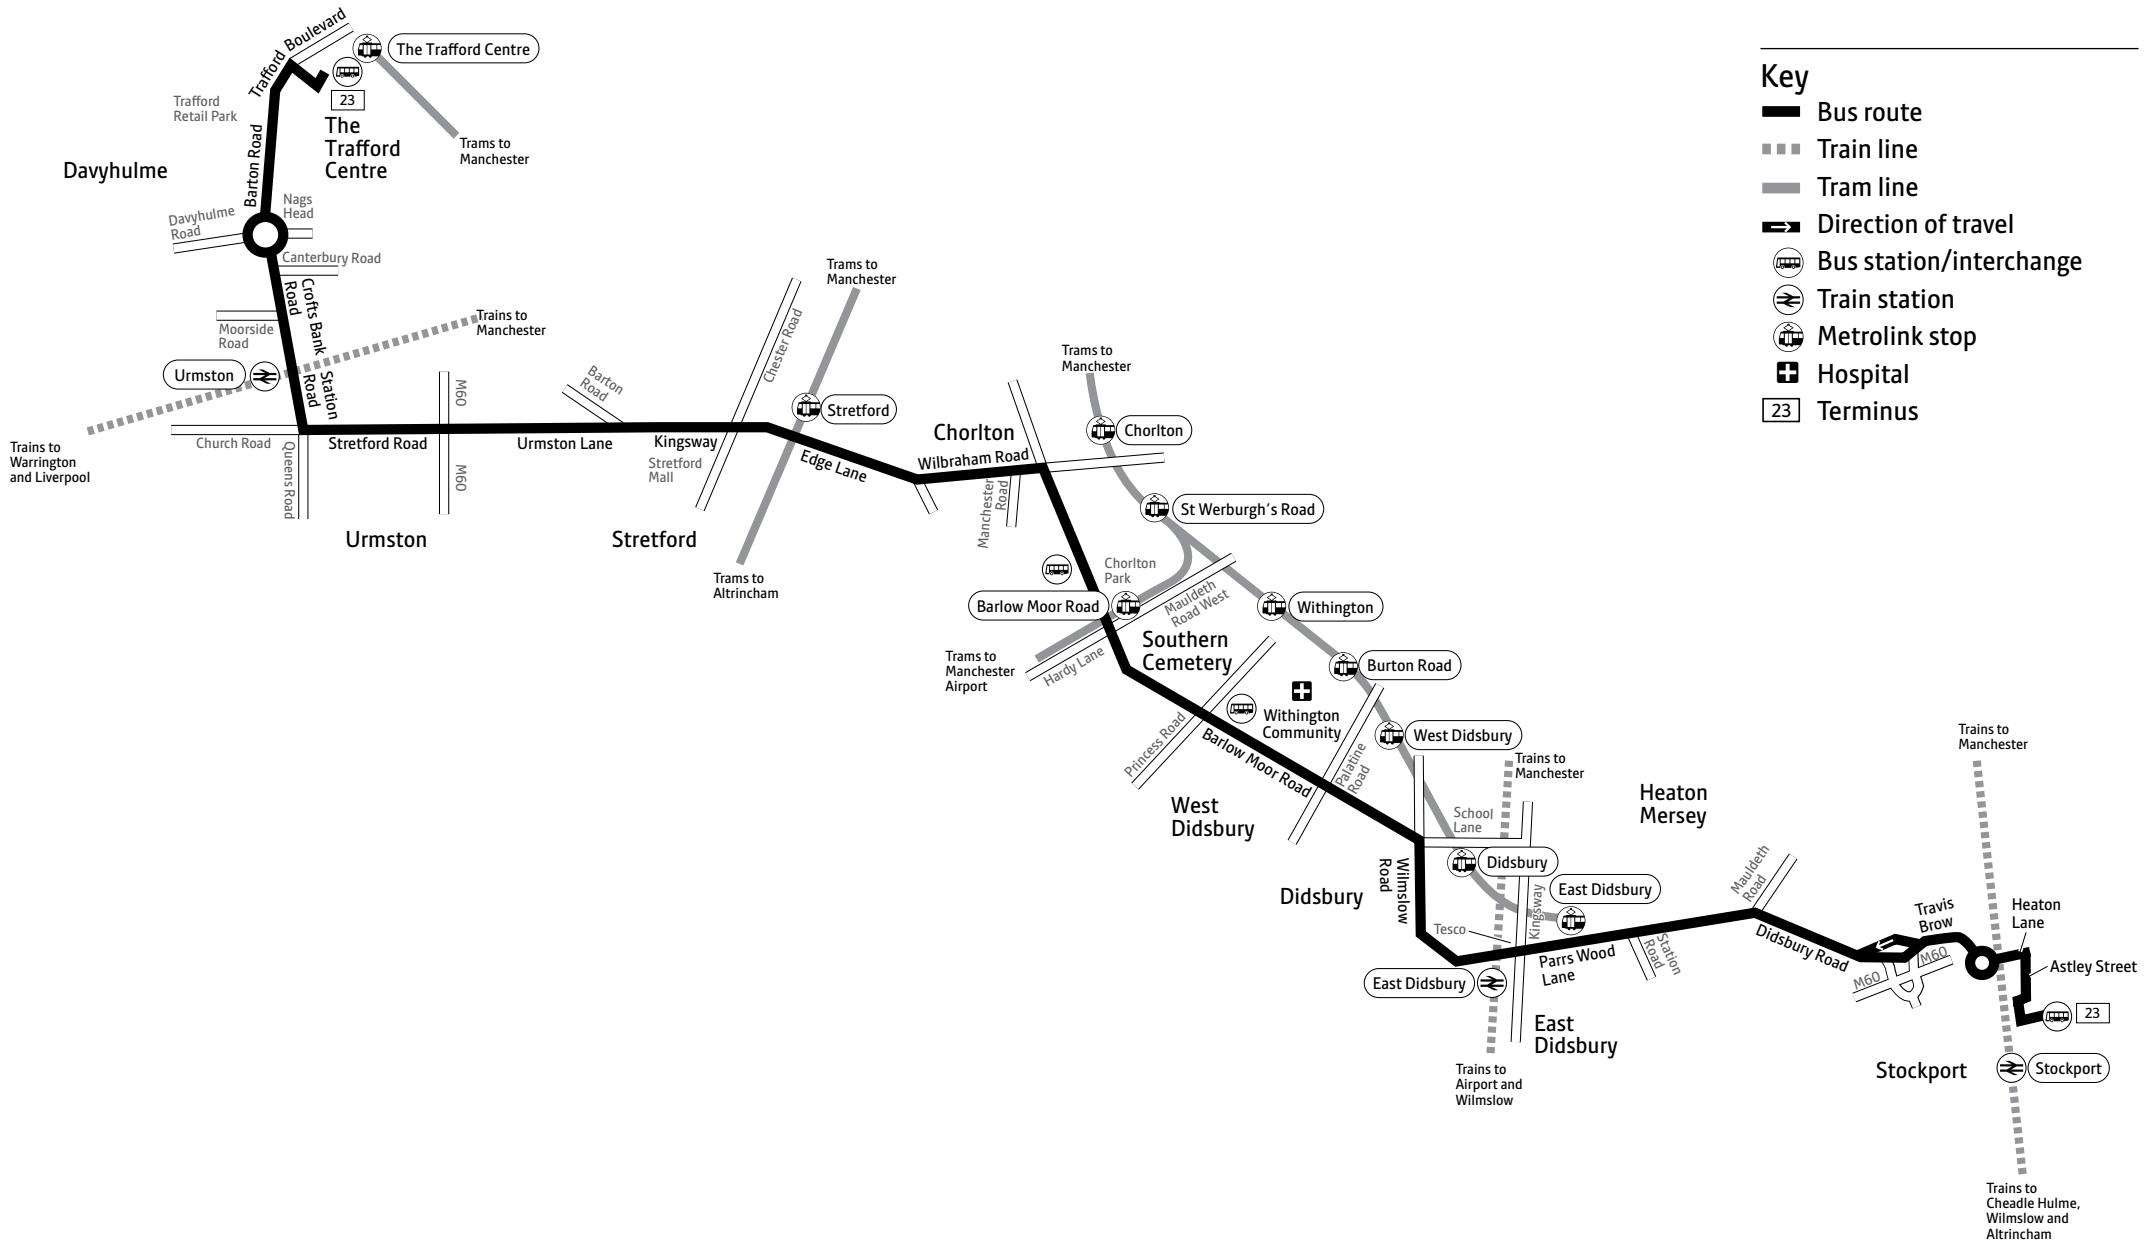 Trafford Boulevard
The Trafford Centre
23
The
Trafford
Centre
Trams to
Manchester
Trafford
Retail Park
Barton Road
Davyhulme
Nags
Head
Davyhulme
Road
Canterbury Road
Crofts Bank
Road
Moorside
Road
Trains to
Manchester
Urmston
Station
Road
Trains to
Warrington
and Liverpool
Church Road
Queens Road
Stretford Road
M60
M60
Urmston
Barton
Road
Urmston Lane
Kingsway
Stretford
Mall
Stretford
Chester Road
Trams to
Manchester
Stretford
Edge Lane
Trams to
Altrincham
Chorlton
Wilbraham Road
Manchester
Road
Trams to
Manchester
Chorlton
St Werburgh's Road
Chorlton
Park
Barlow Moor Road
Mauldeth
Road West
Southern
Cemetery
Trams to
Manchester
Airport
Hardy Lane
Withington
Burton Road
Withington
Community
Princess Road
Barlow Moor Road
Palatine
Road
West Didsbury
West
Didsbury
Trains to
Manchester
School
Lane
Didsbury
Didsbury
Wilmslow
Road
East Didsbury
Kingsway
Tesco
East Didsbury
Parrs Wood
Lane
Station
Road
East
Didsbury
Trains to
Airport and
Wilmslow
Heaton
Mersey
Mauldeth
Road
Didsbury Road
Travis
Brow
M60
M60
Trains to
Manchester
Heaton
Lane
Astley Street
23
Stockport
Stockport
Trains to
Cheadle Hulme,
Wilmslow and
Altrincham
Key
Bus route
Train line
Tram line
Direction of travel
Bus station/interchange
Train station
Metrolink stop
Hospital
23 Terminus